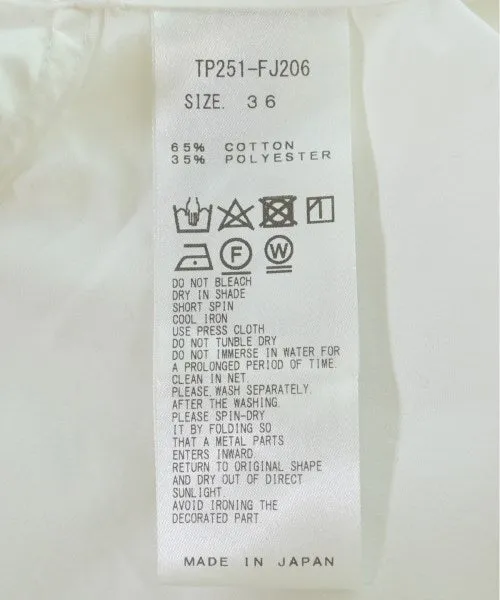 TP251-FJ206
SIZE. 36
65% COTTON
35% POLYESTER
F W
DO NOT BLEACH
DRY IN SHADE
SHORT SPIN
COOL IRON
USE PRESS CLOTH
DO NOT TUNBLE DRY
DO NOT IMMERSE IN WATER FOR
A PROLONGED PERIOD OF TIME.
CLEAN IN NET.
PLEASE WASH SEPARATELY.
AFTER THE WASHING.
PLEASE SPIN-DRY
IT BY FOLDING SO
THAT A METAL PARTS
ENTERS INWARD.
RETURN TO ORIGINAL SHAPE
AND DRY OUT OF DIRECT
SUNLIGHT.
AVOID IRONING THE
DECORATED PART.
MADE IN JAPAN